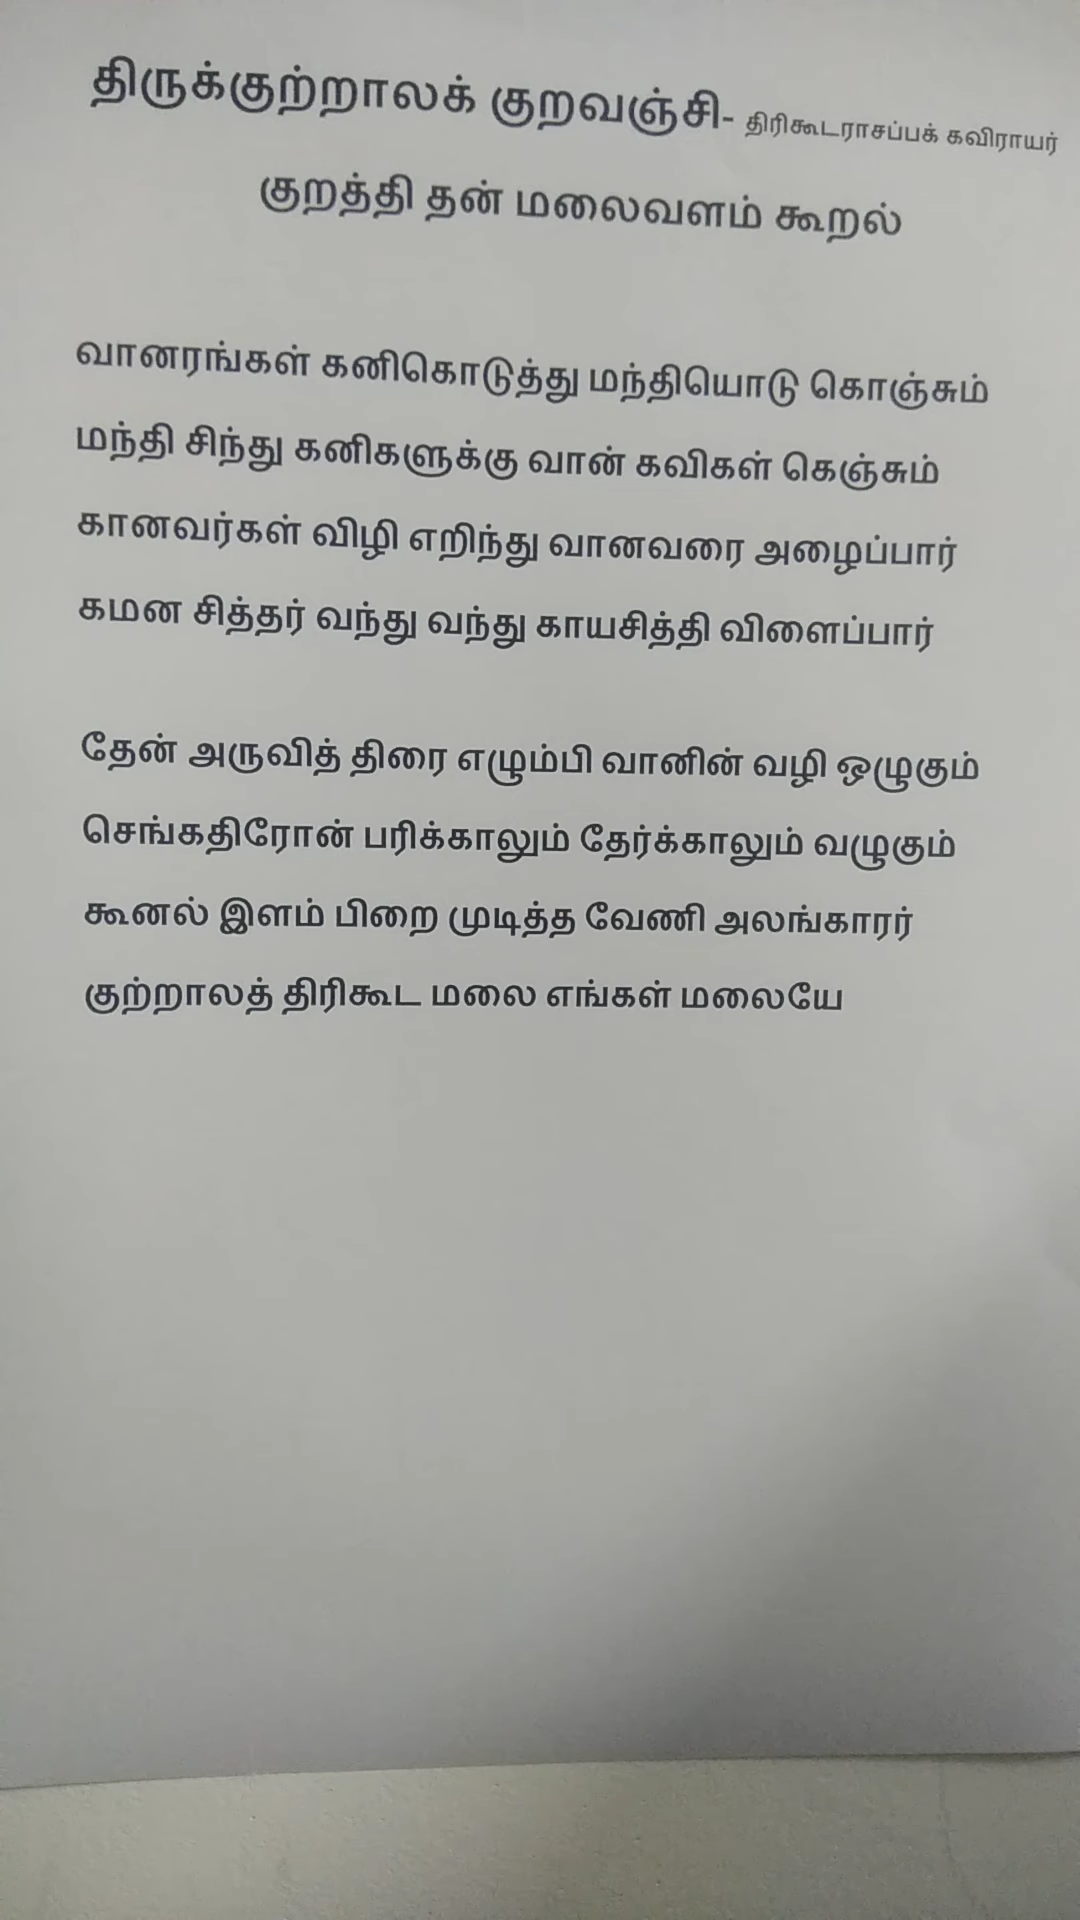 திருக்குற்றாலக் குறவஞ்சி- திரிகூடராசப்பக் கவிராயர்
குறத்தி தன் மலைவளம் கூறல்
வானரங்கள் கனிகொடுத்து மந்தியொடு கொஞ்சும்
மந்தி சிந்து கனிகளுக்கு வான் கவிகள் கெஞ்சும்
கானவர்கள் விழி எறிந்து வானவரை அழைப்பார்
கமன சித்தர் வந்து வந்து காயசித்தி விளைப்பார்
தேன் அருவித் திரை எழும்பி வானின் வழி ஒழுகும்
செங்கதிரோன் பரிக்காலும் தேர்க்காலும் வழுகும்
கூனல் இளம் பிறை முடித்த வேணி அலங்காரர்
குற்றாலத் திரிகூட மலை எங்கள் மலையே